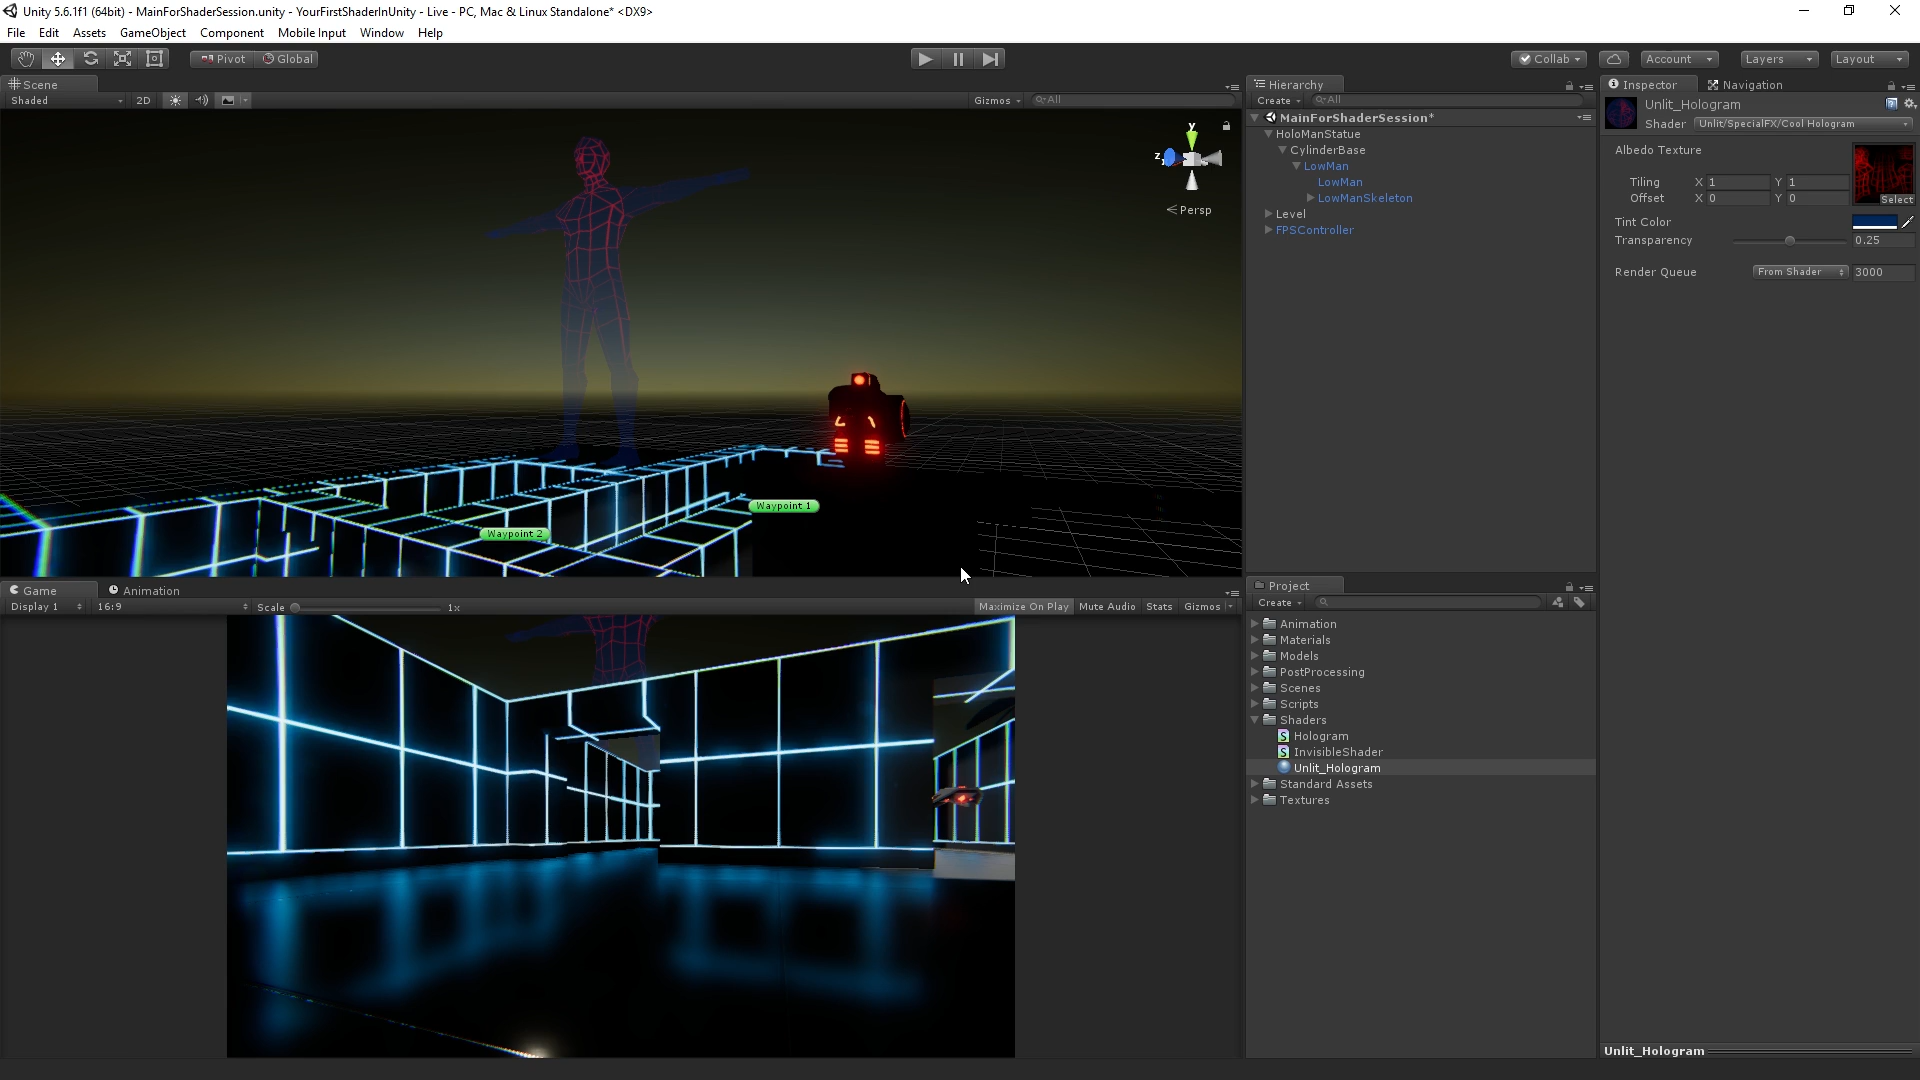 Unity 5.6.1f1 (64bit) - MainForShaderSession.unity - YourFirstShaderInUnity - Live - PC, Mac & Linux Standalone* <DX9>
File Edit Assets GameObject Component Mobile Input Window Help
Pivot Global Collab Account Layers Layout
Scene
Shaded 2D Gizmos All
y
z
Persp
Waypoint 1
Waypoint 2
Game Animation
Display 1 16:9 Scale 1x Maximize On Play Mute Audio Stats Gizmos
Hierarchy
Create All
MainForShaderSession*
HoloManStatue
CylinderBase
LowMan
LowMan
LowManSkeleton
Level
FPSController
Project
Create
Animation
Materials
Models
PostProcessing
Scenes
Scripts
Shaders
S Hologram
S InvisibleShader
Unlit_Hologram
Standard Assets
Textures
Inspector Navigation
Unlit_Hologram
Shader Unlit/SpecialFX/Cool Hologram
Albedo Texture
Tiling X 1 Y 1
Offset X 0 Y 0
Select
Tint Color
Transparency 0.25
Render Queue From Shader 3000
Unlit_Hologram